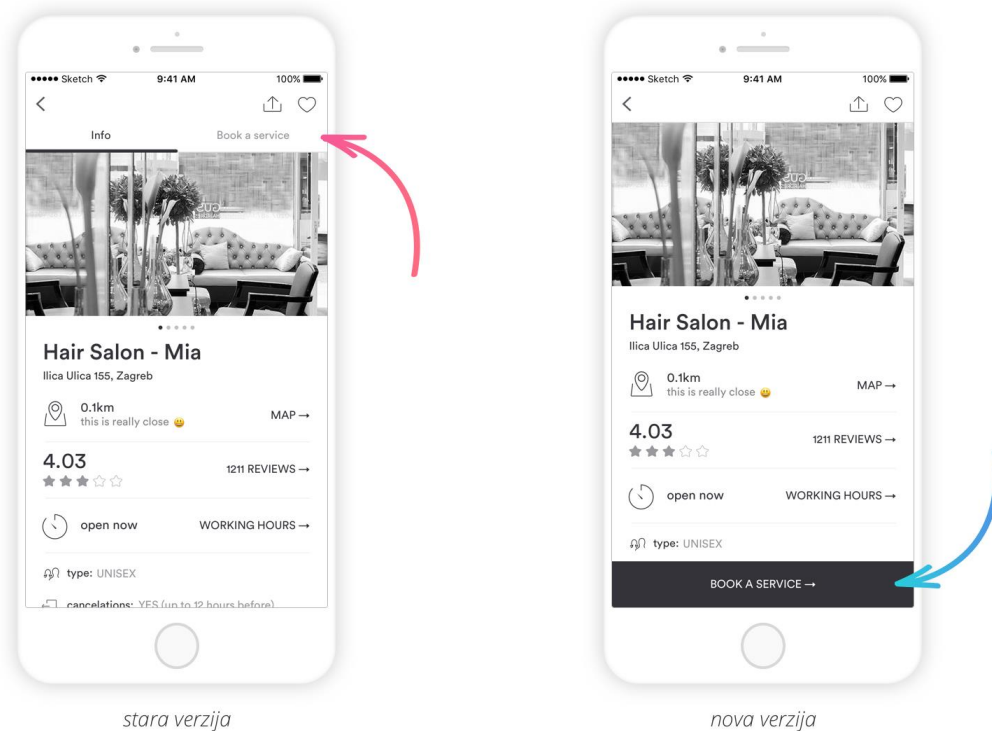 Sketch 9:41 AM 100%
Info Book a service
Hair Salon - Mia
Ilica Ulica 155, Zagreb
0.1km
this is really close 😃 MAP →
4.03
1211 REVIEWS →
open now WORKING HOURS →
type: UNISEX
cancelations: YES (up to 12 hours before)
stara verzija
Sketch 9:41 AM 100%
Hair Salon - Mia
Ilica Ulica 155, Zagreb
0.1km
this is really close 😃 MAP →
4.03
1211 REVIEWS →
open now WORKING HOURS →
type: UNISEX
BOOK A SERVICE →
nova verzija